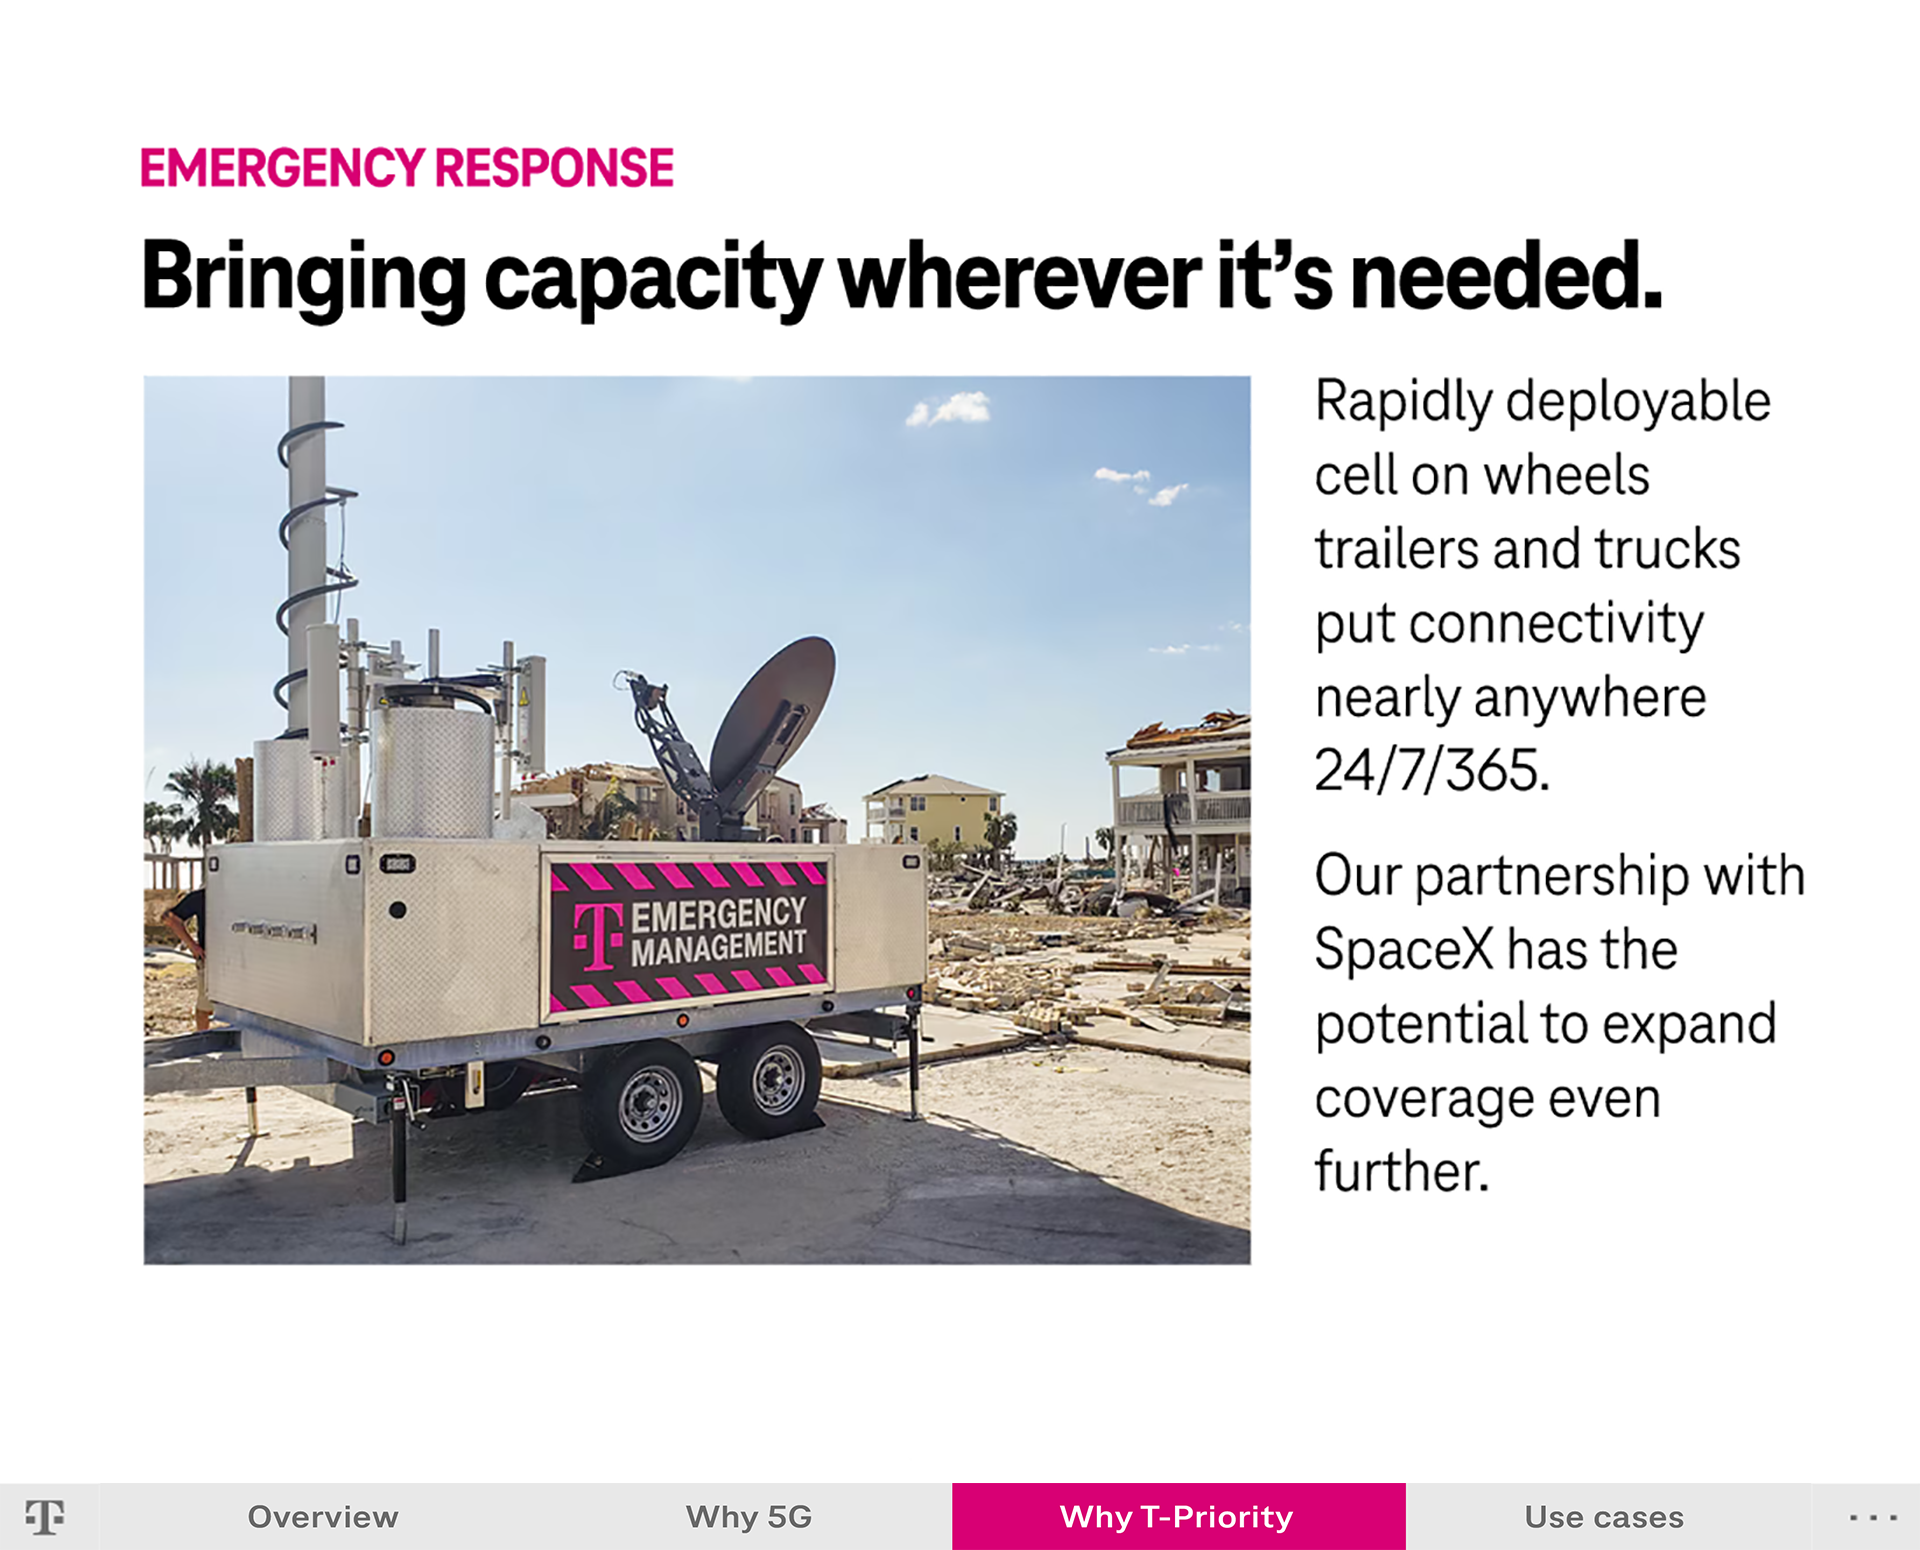 EMERGENCY RESPONSE
Bringing capacity wherever it's needed.
Rapidly deployable
cell on wheels
trailers and trucks
put connectivity
nearly anywhere
24/7/365.
Our partnership with
SpaceX has the
potential to expand
coverage even
further.
T EMERGENCY
MANAGEMENT
T Overview Why 5G Why T-Priority Use cases ...